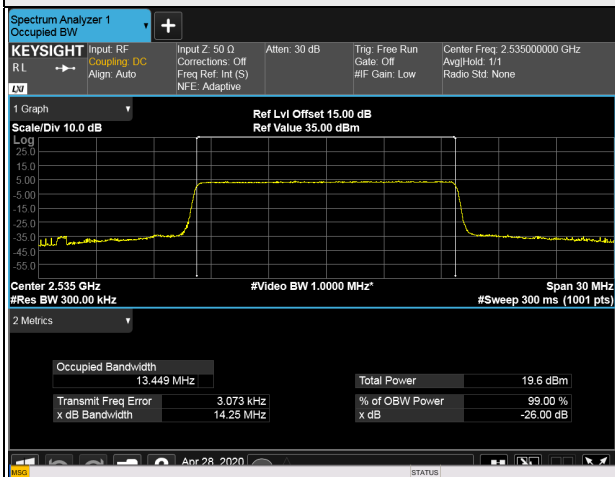 Spectrum Analyzer 1
Occupied BW
+
KEYSIGHT
RL
LXI
Input: RF
Coupling: DC
Align: Auto
Input Z: 50 Ω
Corrections: Off
Freq Ref: Int (S)
NFE: Adaptive
Atten: 30 dB
Trig: Free Run
Gate: Off
#IF Gain: Low
Center Freq: 2.535000000 GHz
Avg|Hold: 1/1
Radio Std: None
1 Graph
Scale/Div 10.0 dB
Ref Lvl Offset 15.00 dB
Ref Value 35.00 dBm
Log
25.0
15.0
5.00
-5.00
-15.0
-25.0
-35.0
-45.0
-55.0
Center 2.535 GHz
#Res BW 300.00 kHz
#Video BW 1.0000 MHz*
Span 30 MHz
#Sweep 300 ms (1001 pts)
2 Metrics
Occupied Bandwidth
13.449 MHz
Total Power 19.6 dBm
Transmit Freq Error 3.073 kHz
% of OBW Power 99.00 %
x dB Bandwidth 14.25 MHz
x dB -26.00 dB
Apr 28, 2020
MSG
STATUS